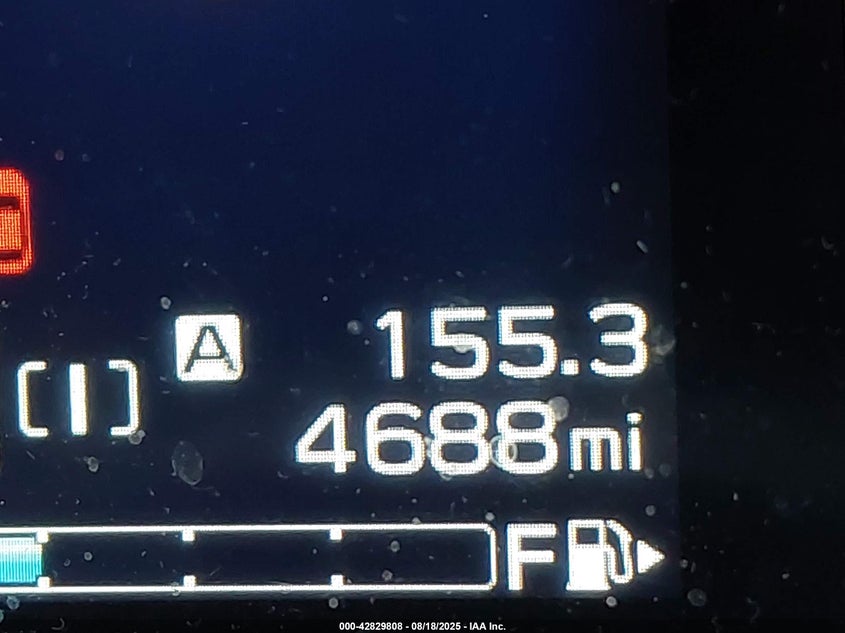 A 155.3
[I]
4688mi
F
000-42829808 - 08/18/2025 - IAA Inc.